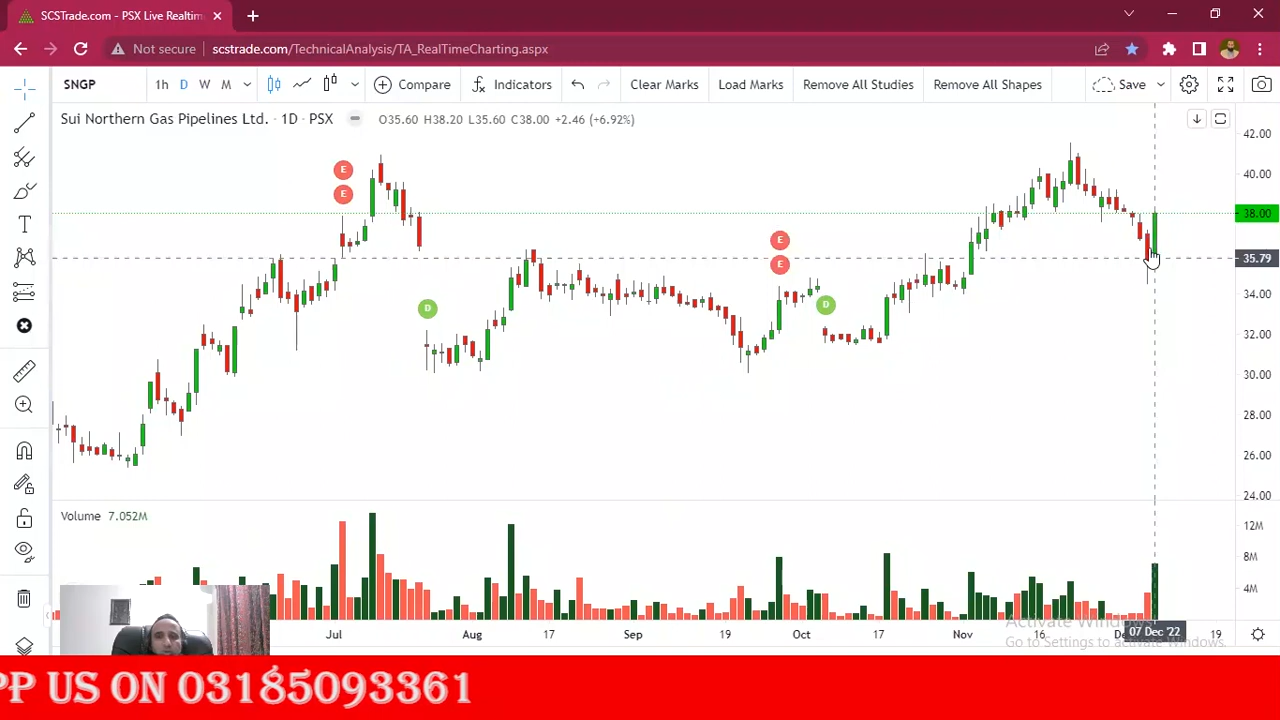 SCSTrade.com - PSX Live Realtim
Not secure scstrade.com/TechnicalAnalysis/TA_RealTimeCharting.aspx
SNGP 1h D W M Compare Indicators Clear Marks Load Marks Remove All Studies Remove All Shapes Save
Sui Northern Gas Pipelines Ltd. · 1D · PSX O35.60 H38.20 L35.60 C38.00 +2.46 (+6.92%)
42.00
40.00
38.00
35.79
34.00
32.00
30.00
28.00
26.00
24.00
E
E
D
E
E
D
Volume 7.052M
12M
8M
4M
Jul Aug 17 Sep 19 Oct 17 Nov 16 07 Dec '22 19
Activate Windows
Go to Settings to activate Windows.
PP US ON 03185093361